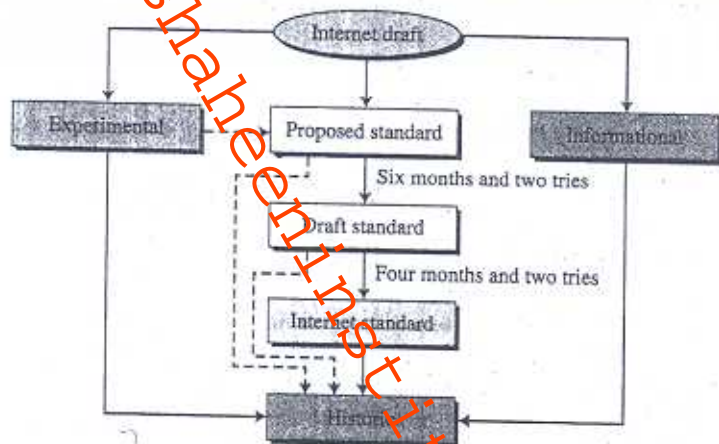 Internet draft
Experimental
Proposed standard
Informational
Six months and two tries
Draft standard
Four months and two tries
Internet standard
shaheeninsti